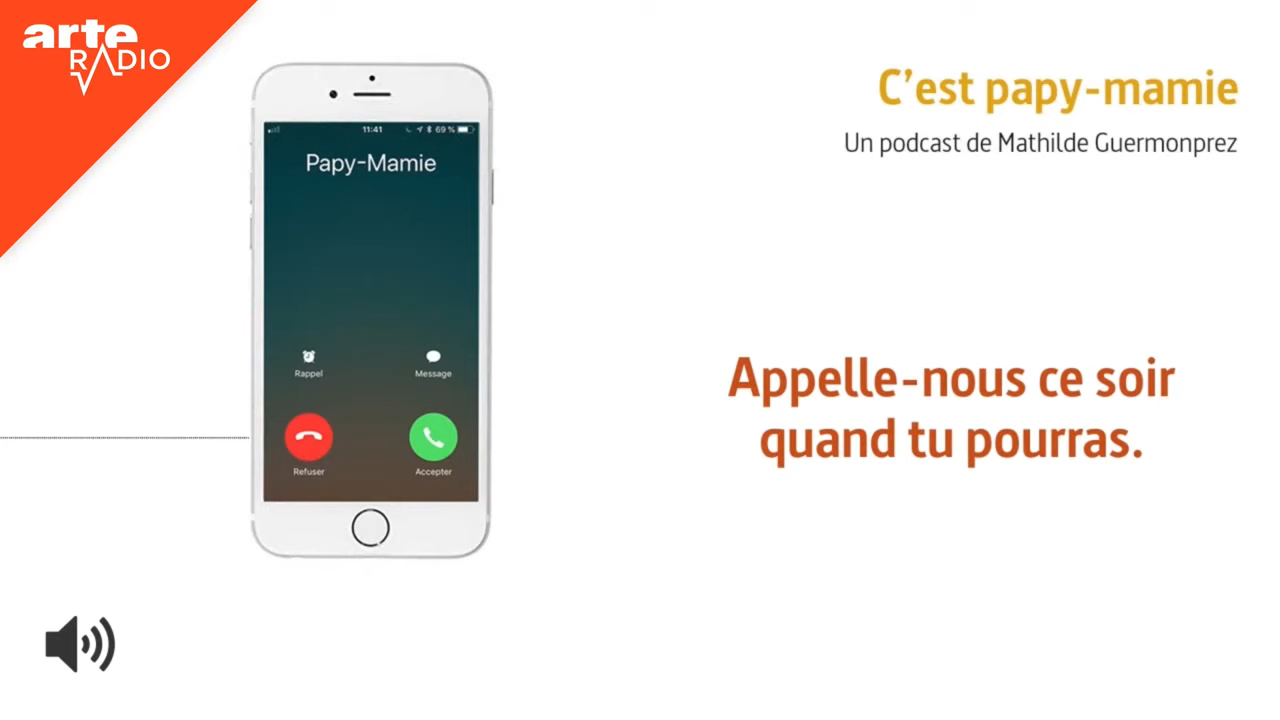 arte
RADIO
C'est papy-mamie
Un podcast de Mathilde Guermonprez
11:41
69 %
Papy-Mamie
Rappel
Message
Refuser
Accepter
Appelle-nous ce soir
quand tu pourras.